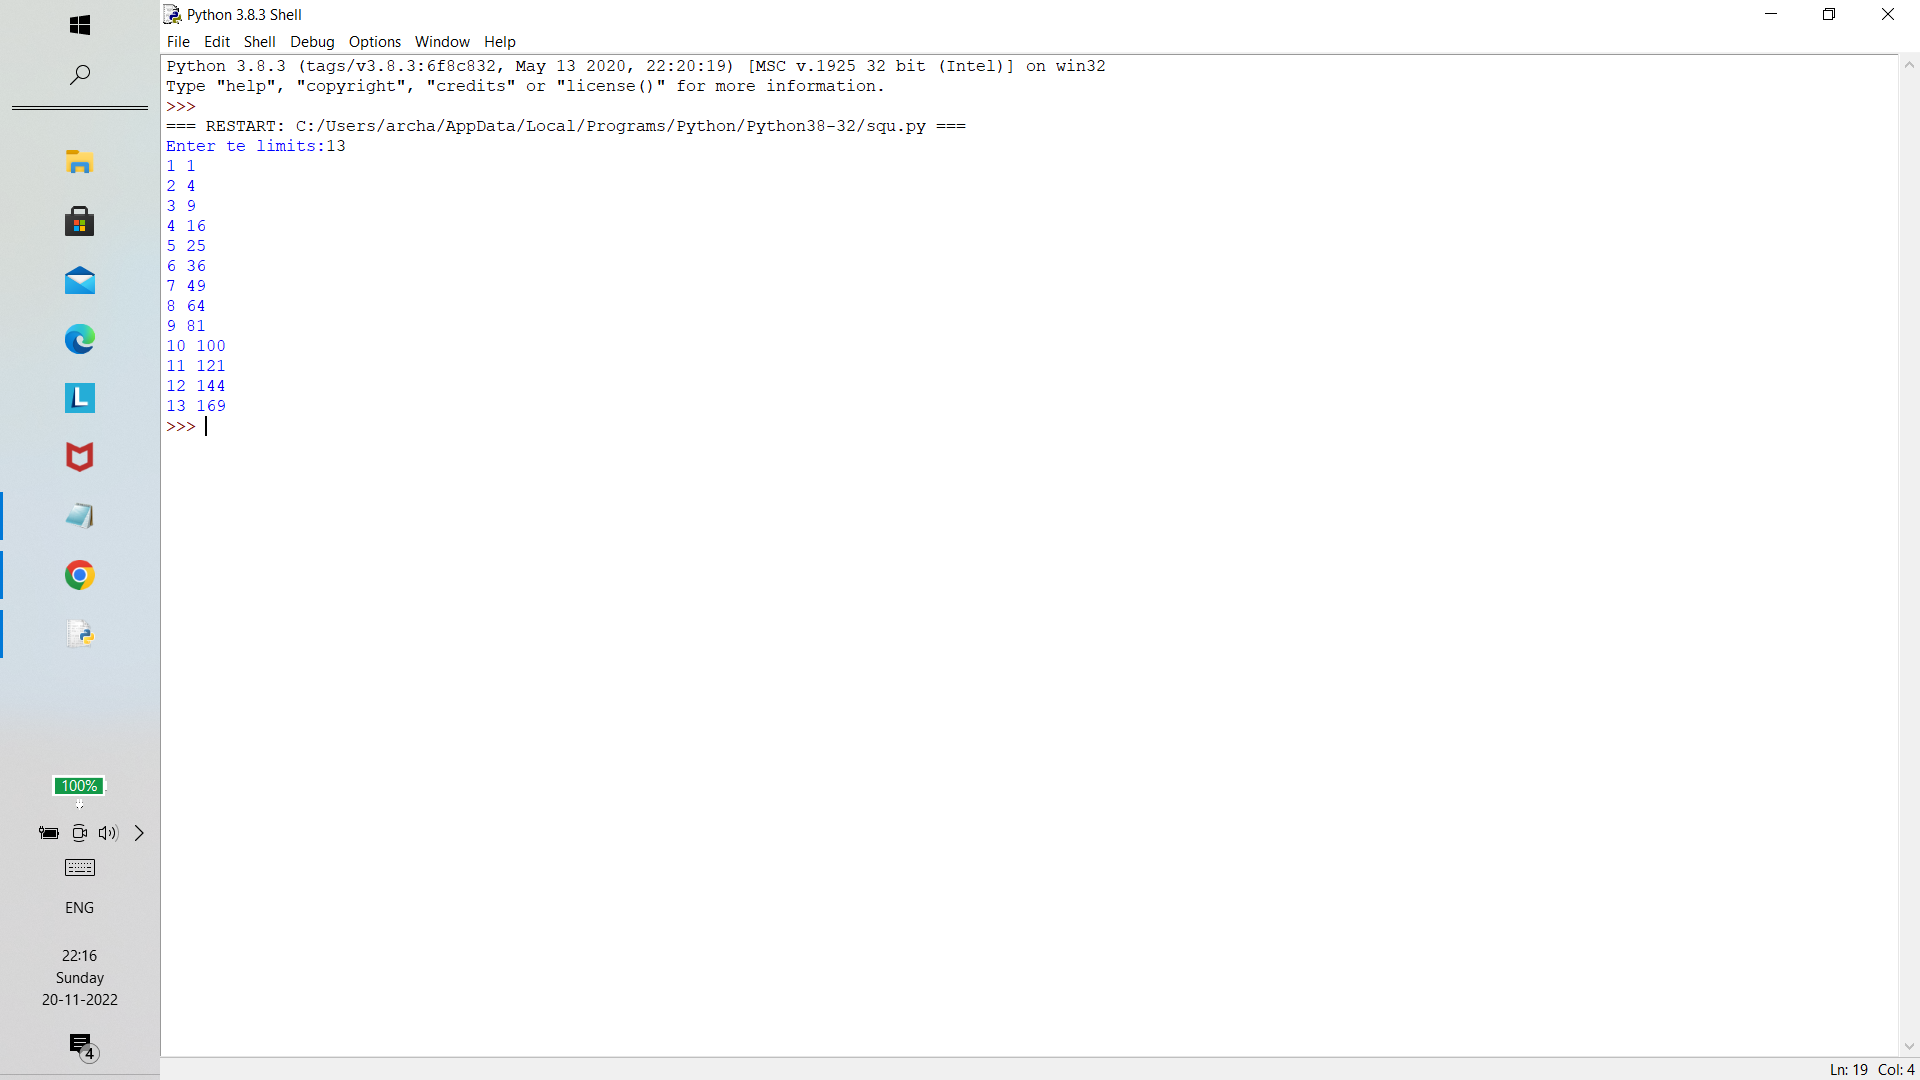 Python 3.8.3 Shell
File Edit Shell Debug Options Window Help
Python 3.8.3 (tags/v3.8.3:6f8c832, May 13 2020, 22:20:19) [MSC v.1925 32 bit (Intel)] on win32
Type "help", "copyright", "credits" or "license()" for more information.
>>>
=== RESTART: C:/Users/archa/AppData/Local/Programs/Python/Python38-32/squ.py ===
Enter te limits:13
1 1
2 4
3 9
4 16
5 25
6 36
7 49
8 64
9 81
10 100
11 121
12 144
13 169
>>>
L
100%
ENG
22:16
Sunday
20-11-2022
4
Ln: 19 Col: 4